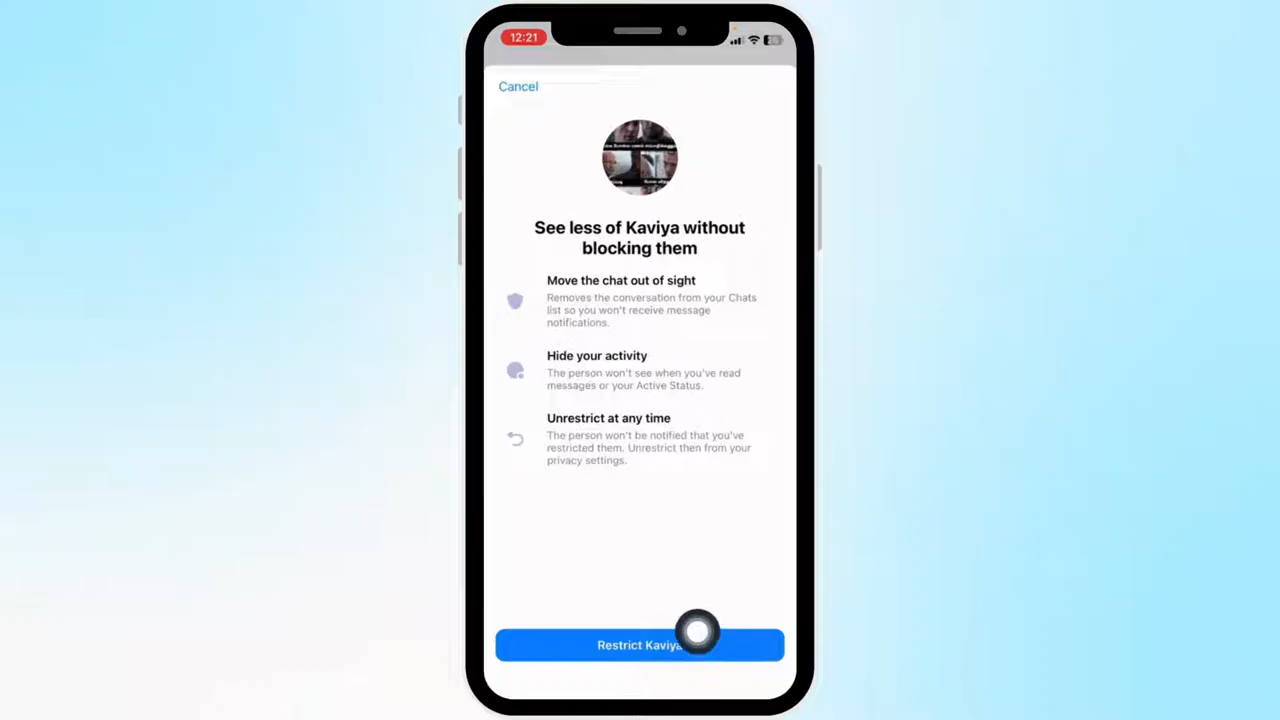 12:21
Cancel
See less of Kaviya without
blocking them
Move the chat out of sight
Removes the conversation from your Chats
list so you won't receive message
notifications.
Hide your activity
The person won't see when you've read
messages or your Active Status.
Unrestrict at any time
The person won't be notified that you've
restricted them. Unrestrict then from your
privacy settings.
Restrict Kaviya